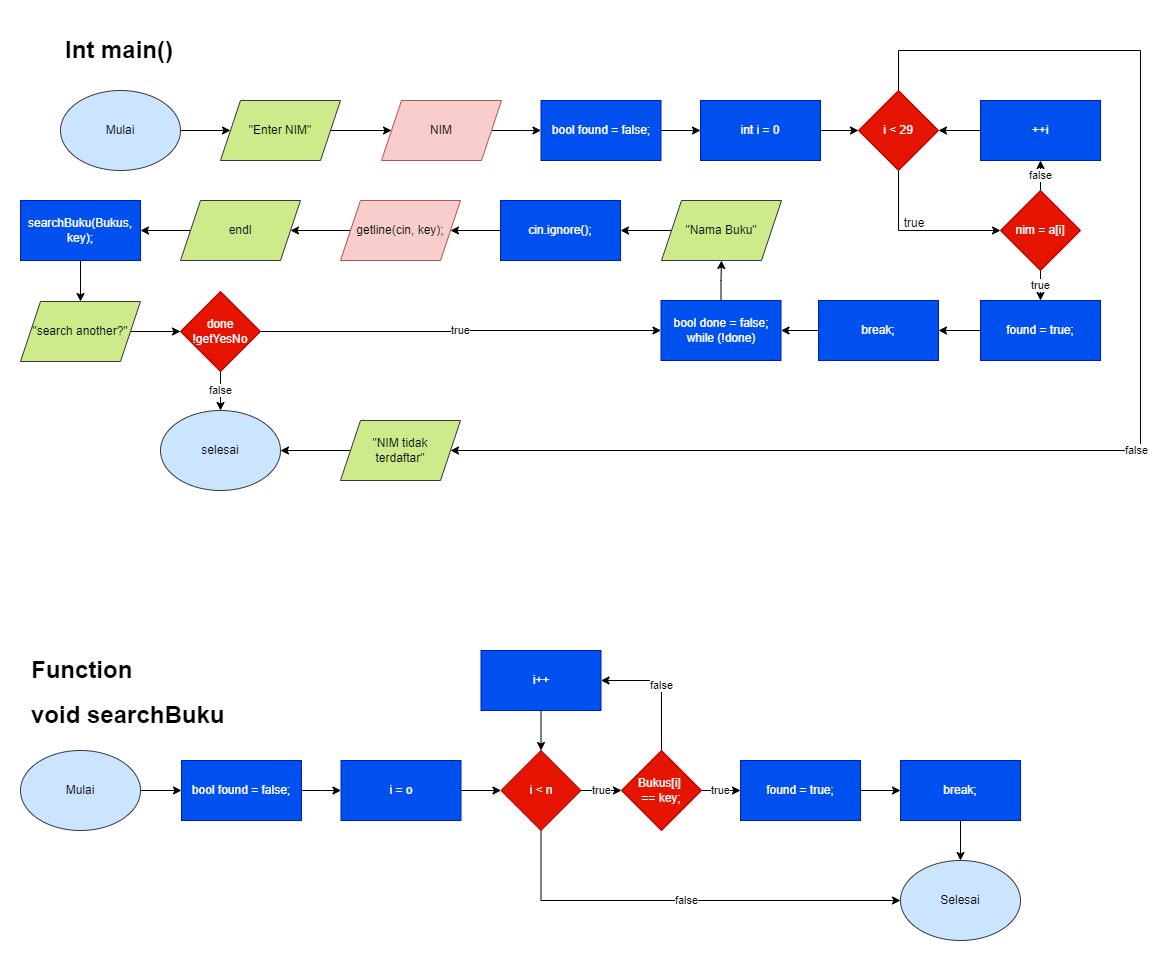 Int main()
Mulai
"Enter NIM"
NIM
bool found = false;
int i = 0
i < 29
++i
false
true
nim = a[i]
true
searchBuku(Bukus,
key);
endl
getline(cin, key);
cin.ignore();
"Nama Buku"
"search another?"
done
!getYesNo
true
bool done = false;
while (!done)
break;
found = true;
false
selesai
"NIM tidak
terdaftar"
false
Function
void searchBuku
i++
false
Mulai
bool found = false;
i = o
i < n
true
Bukus[i]
== key;
true
found = true;
break;
false
Selesai